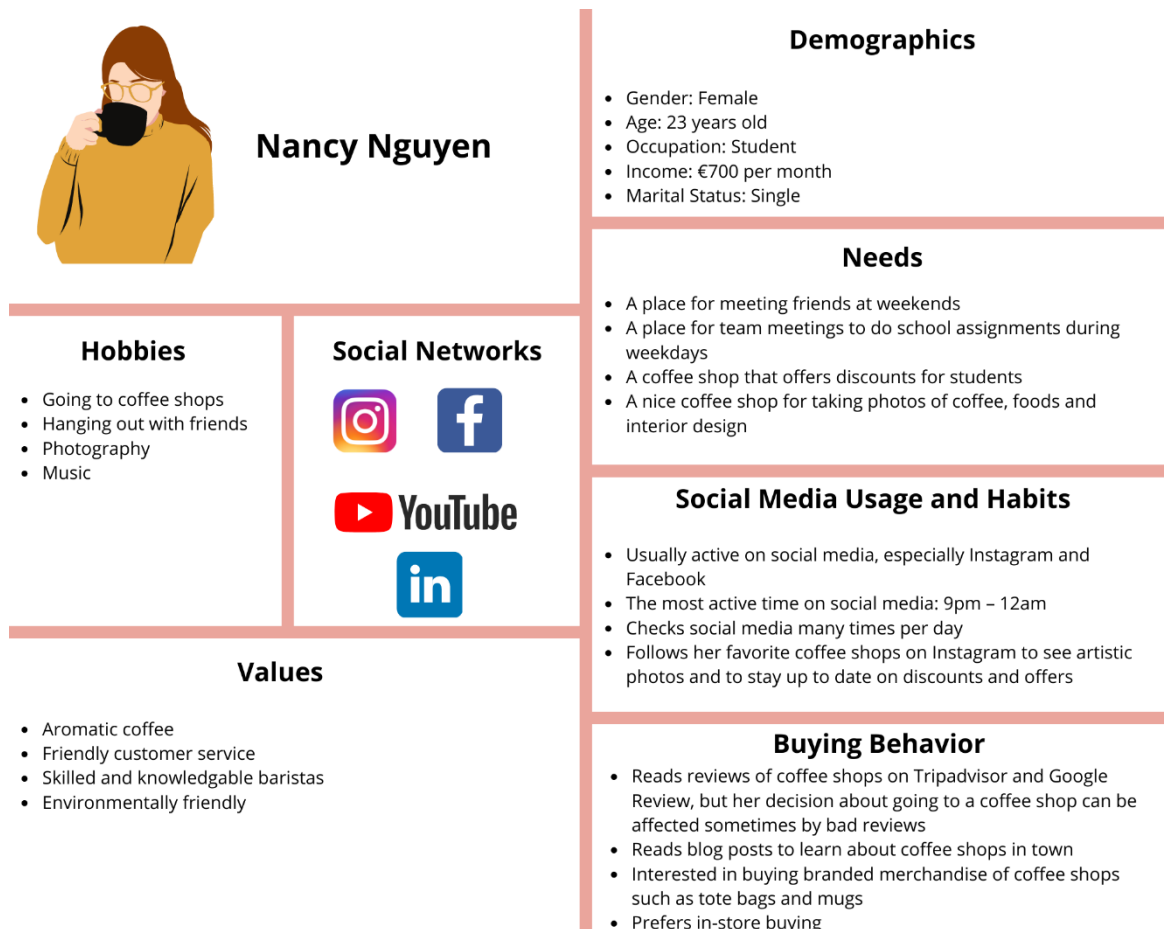 Nancy Nguyen
Demographics
• Gender: Female
• Age: 23 years old
• Occupation: Student
• Income: €700 per month
• Marital Status: Single
Needs
• A place for meeting friends at weekends
• A place for team meetings to do school assignments during
weekdays
• A coffee shop that offers discounts for students
• A nice coffee shop for taking photos of coffee, foods and
interior design
Hobbies
• Going to coffee shops
• Hanging out with friends
• Photography
• Music
Social Networks
f
YouTube
in
Social Media Usage and Habits
• Usually active on social media, especially Instagram and
Facebook
• The most active time on social media: 9pm – 12am
• Checks social media many times per day
• Follows her favorite coffee shops on Instagram to see artistic
photos and to stay up to date on discounts and offers
Values
• Aromatic coffee
• Friendly customer service
• Skilled and knowledgable baristas
• Environmentally friendly
Buying Behavior
• Reads reviews of coffee shops on Tripadvisor and Google
Review, but her decision about going to a coffee shop can be
affected sometimes by bad reviews
• Reads blog posts to learn about coffee shops in town
• Interested in buying branded merchandise of coffee shops
such as tote bags and mugs
• Prefers in-store buying